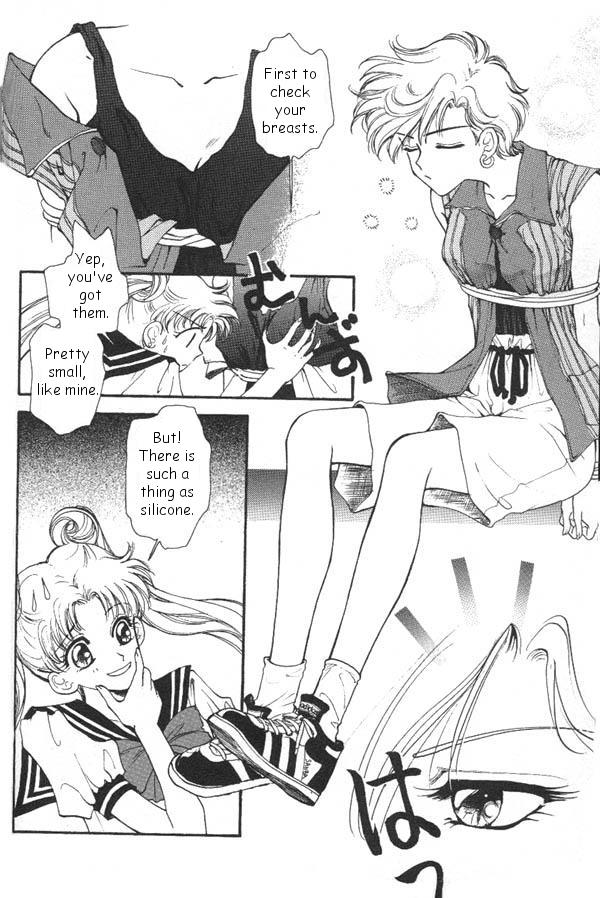 First to
check
your
breasts.
Yep,
you've
got
them.
Pretty
small,
like mine.
むんず
But!
There is
such a
thing as
silicone.
adidas
はっ